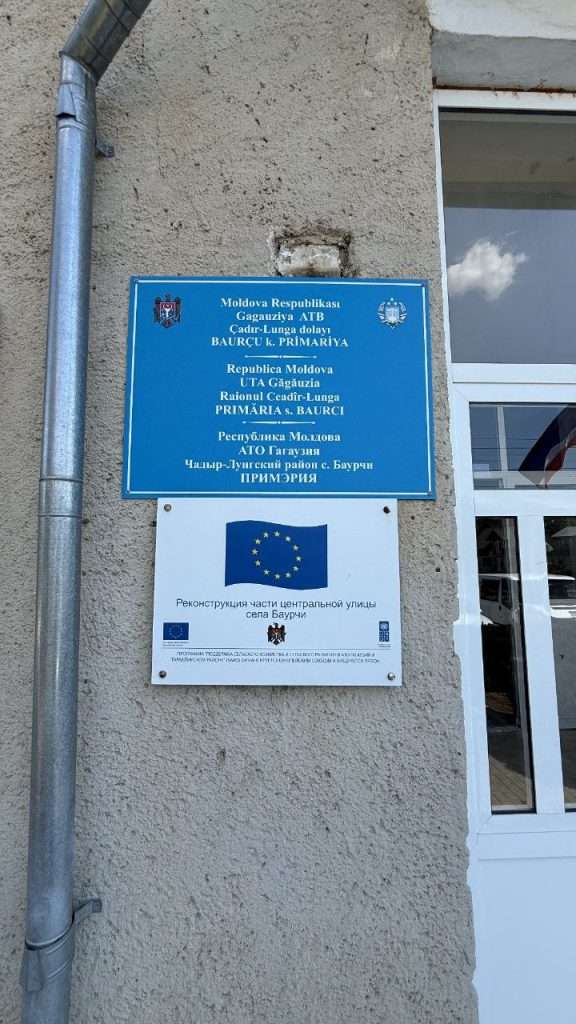 Moldova Respublikası
Gagauziya ATB
Çadır-Lunga dolayı
BAURÇU k. PRİMARİYA
Republica Moldova
UTA Găgăuzia
Raionul Ceadîr-Lunga
PRIMĂRIA s. BAURCI
Республика Молдова
АТО Гагаузия
Чадыр-Лунгский район с. Баурчи
ПРИМЭРИЯ
Реконструкция части центральной улицы
села Баурчи